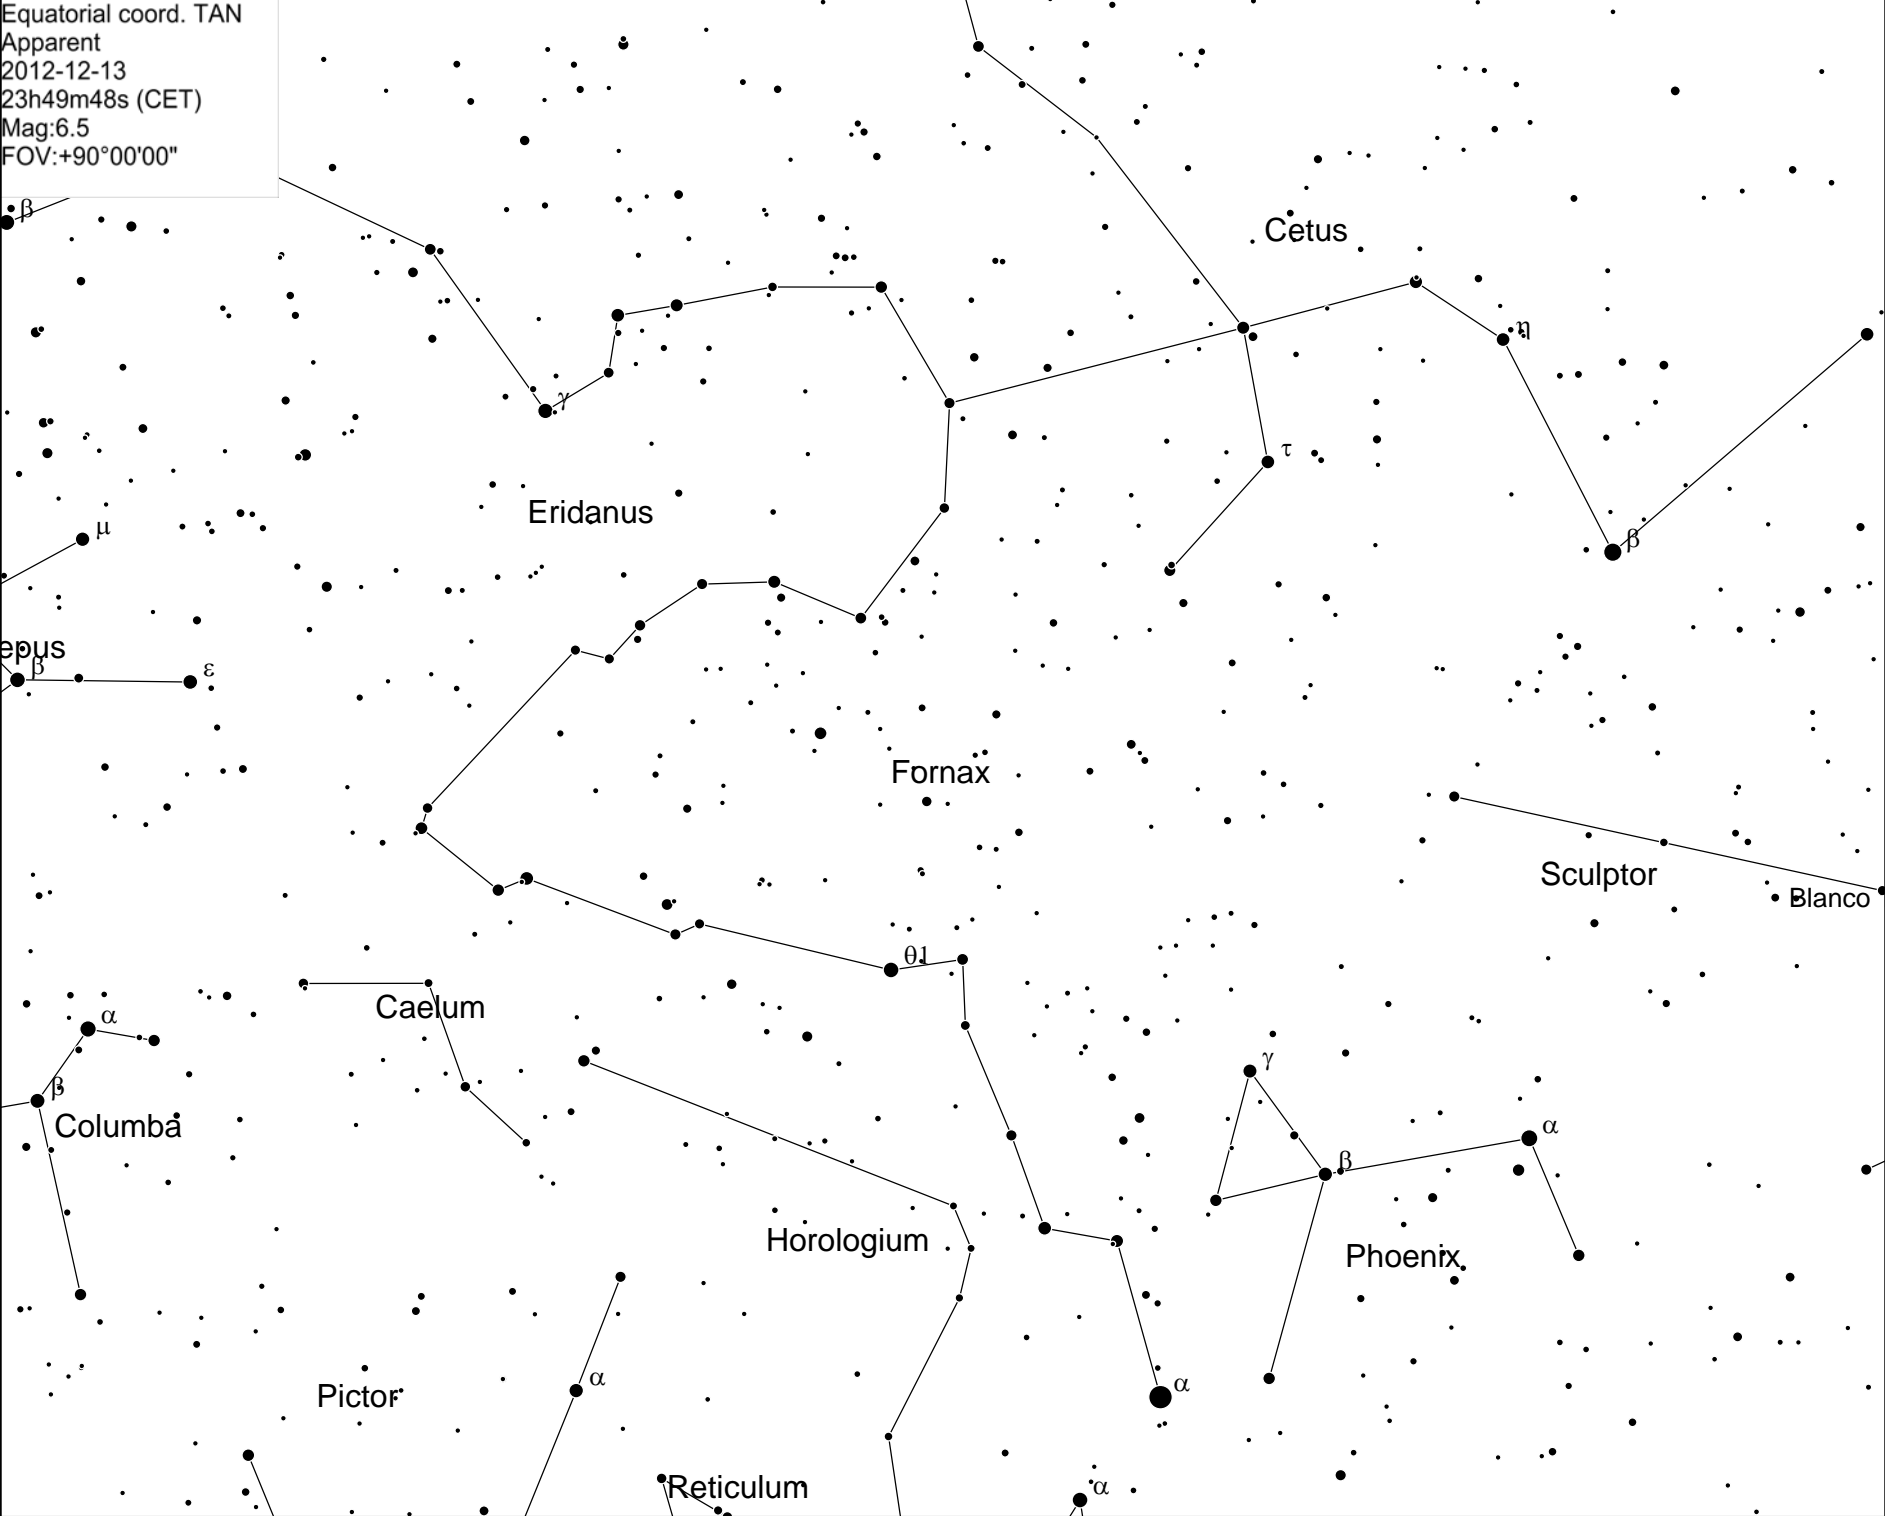 Equatorial coord. TAN
Apparent
2012-12-13
23h49m48s (CET)
Mag:6.5
FOV:+90°00'00"
β
Cetus
η
γ
τ
Eridanus
μ
β
epus
β
ε
Fornax
Sculptor
Blanco
θ1
Caelum
α
γ
β
Columba
α
β
Horologium
Phoenix
α
α
Pictor
Reticulum
α